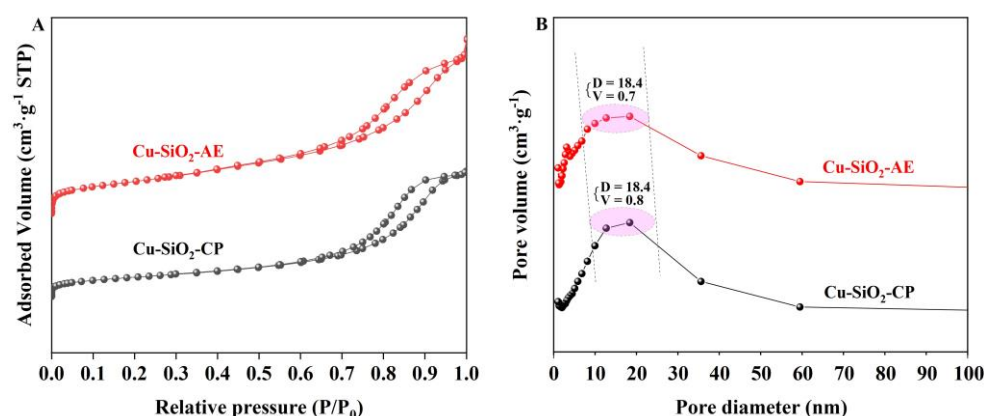 A
Adsorbed Volume (cm³·g⁻¹ STP)
Cu-SiO₂-AE
Cu-SiO₂-CP
0.0 0.1 0.2 0.3 0.4 0.5 0.6 0.7 0.8 0.9 1.0
Relative pressure (P/P₀)
B
Pore volume (cm³·g⁻¹)
{D = 18.4
V = 0.7
Cu-SiO₂-AE
{D = 18.4
V = 0.8
Cu-SiO₂-CP
0 10 20 30 40 50 60 70 80 90 100
Pore diameter (nm)